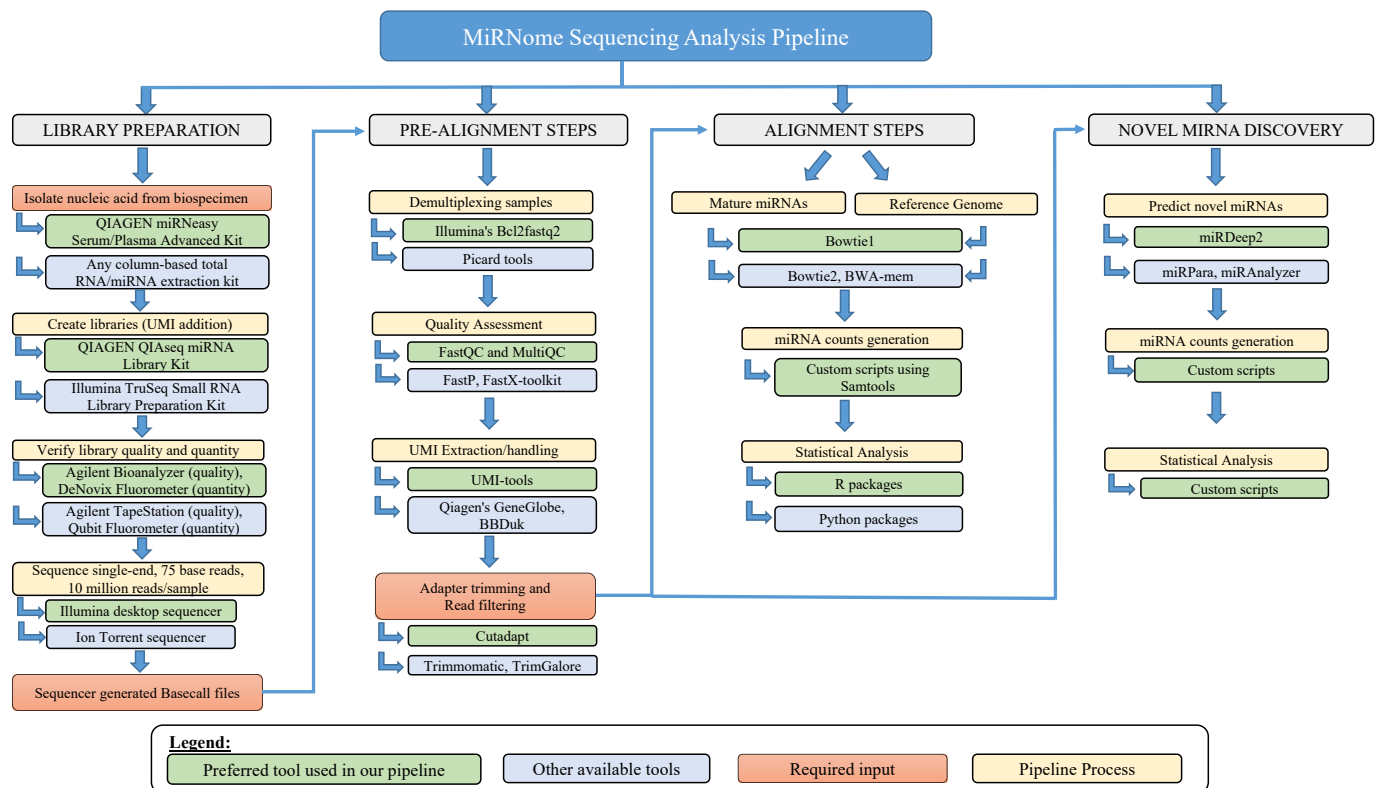 MiRNome Sequencing Analysis Pipeline
LIBRARY PREPARATION
Isolate nucleic acid from biospecimen
QIAGEN miRNeasy
Serum/Plasma Advanced Kit
Any column-based total
RNA/miRNA extraction kit
Create libraries (UMI addition)
QIAGEN QIAseq miRNA
Library Kit
Illumina TruSeq Small RNA
Library Preparation Kit
Verify library quality and quantity
Agilent Bioanalyzer (quality),
DeNovix Fluorometer (quantity)
Agilent TapeStation (quality),
Qubit Fluorometer (quantity)
Sequence single-end, 75 base reads,
10 million reads/sample
Illumina desktop sequencer
Ion Torrent sequencer
Sequencer generated Basecall files
PRE-ALIGNMENT STEPS
Demultiplexing samples
Illumina's Bcl2fastq2
Picard tools
Quality Assessment
FastQC and MultiQC
FastP, FastX-toolkit
UMI Extraction/handling
UMI-tools
Qiagen's GeneGlobe,
BBDuk
Adapter trimming and
Read filtering
Cutadapt
Trimmomatic, TrimGalore
ALIGNMENT STEPS
Mature miRNAs
Reference Genome
Bowtie1
Bowtie2, BWA-mem
miRNA counts generation
Custom scripts using
Samtools
Statistical Analysis
R packages
Python packages
NOVEL MIRNA DISCOVERY
Predict novel miRNAs
miRDeep2
miRPara, miRAnalyzer
miRNA counts generation
Custom scripts
Statistical Analysis
Custom scripts
Legend:
Preferred tool used in our pipeline
Other available tools
Required input
Pipeline Process